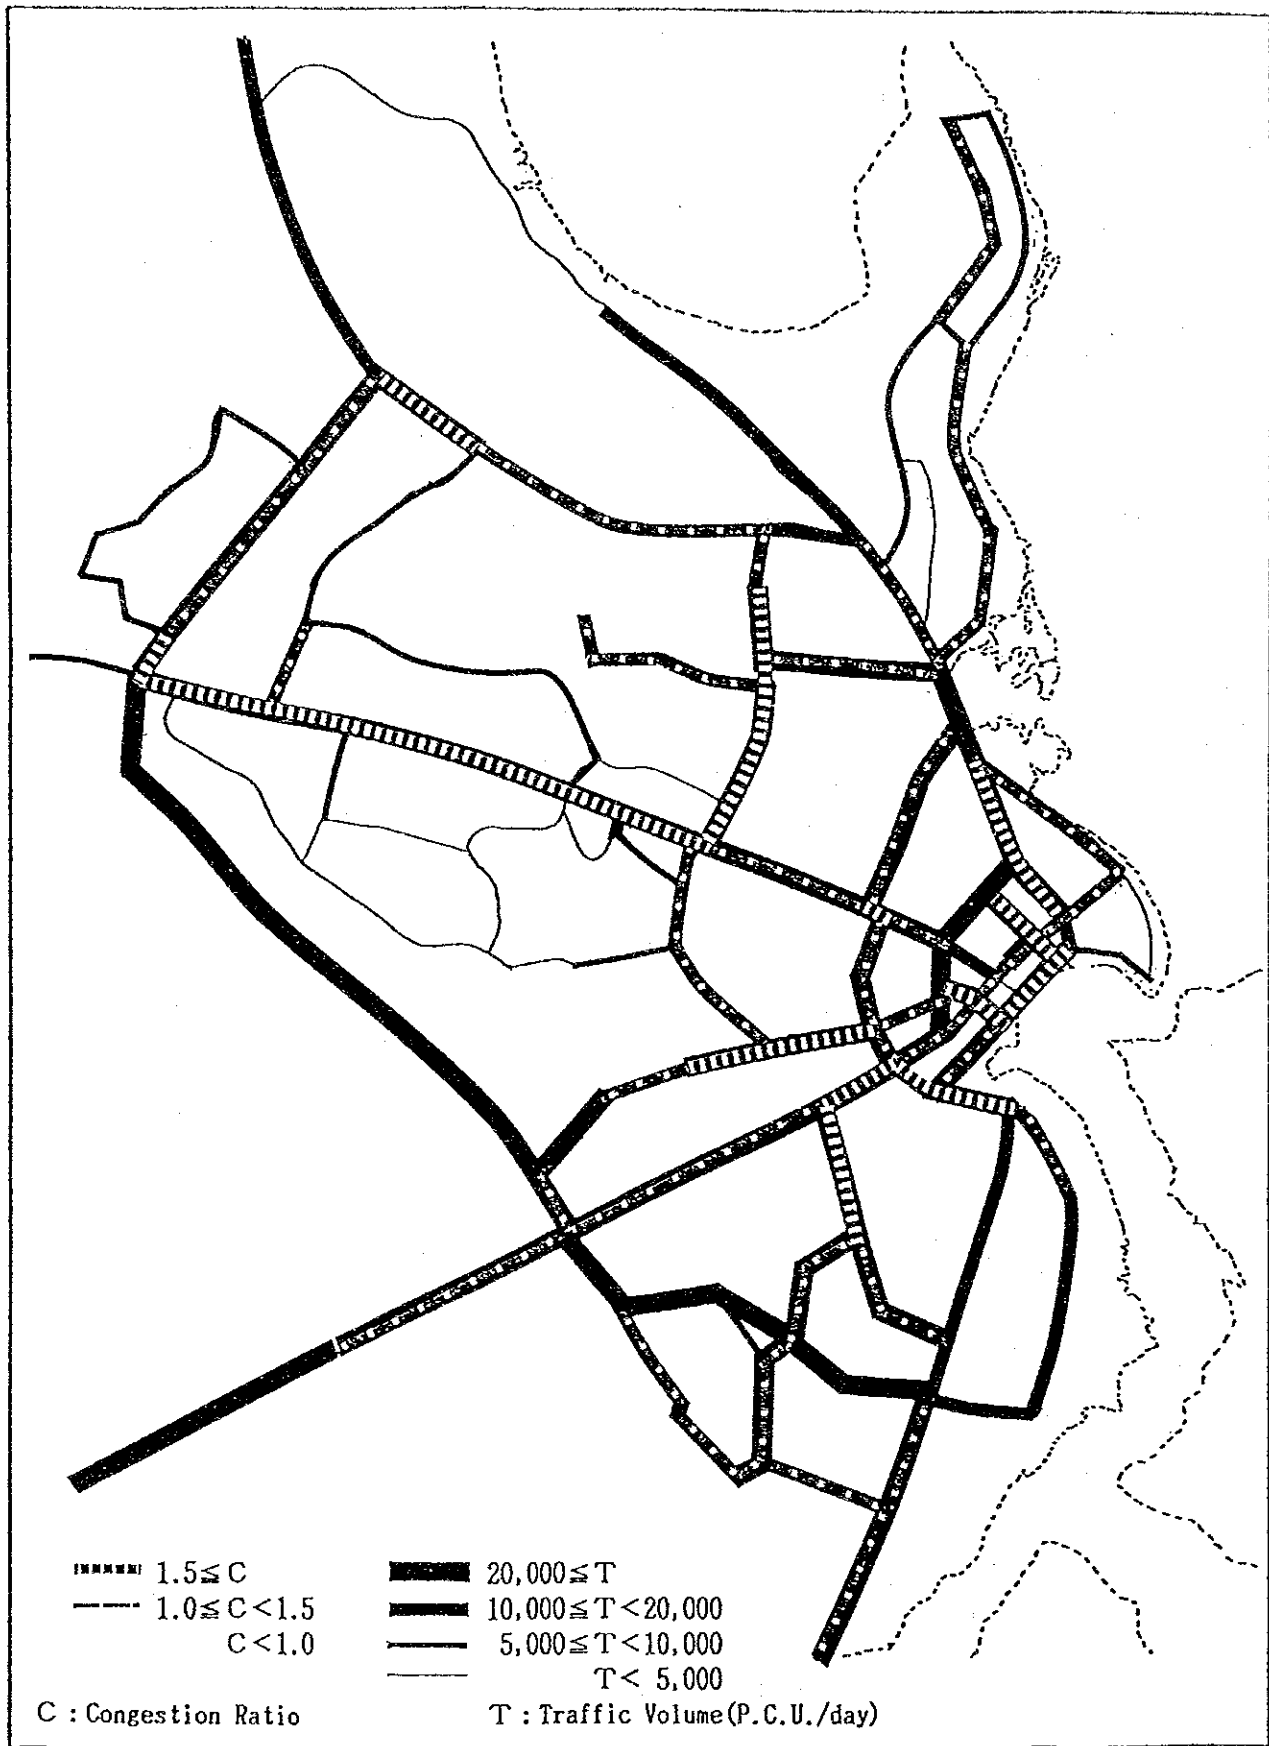 1.5≦C
1.0≦C<1.5
C<1.0
20,000≦T
10,000≦T<20,000
5,000≦T<10,000
T< 5,000
C : Congestion Ratio
T : Traffic Volume(P.C.U./day)